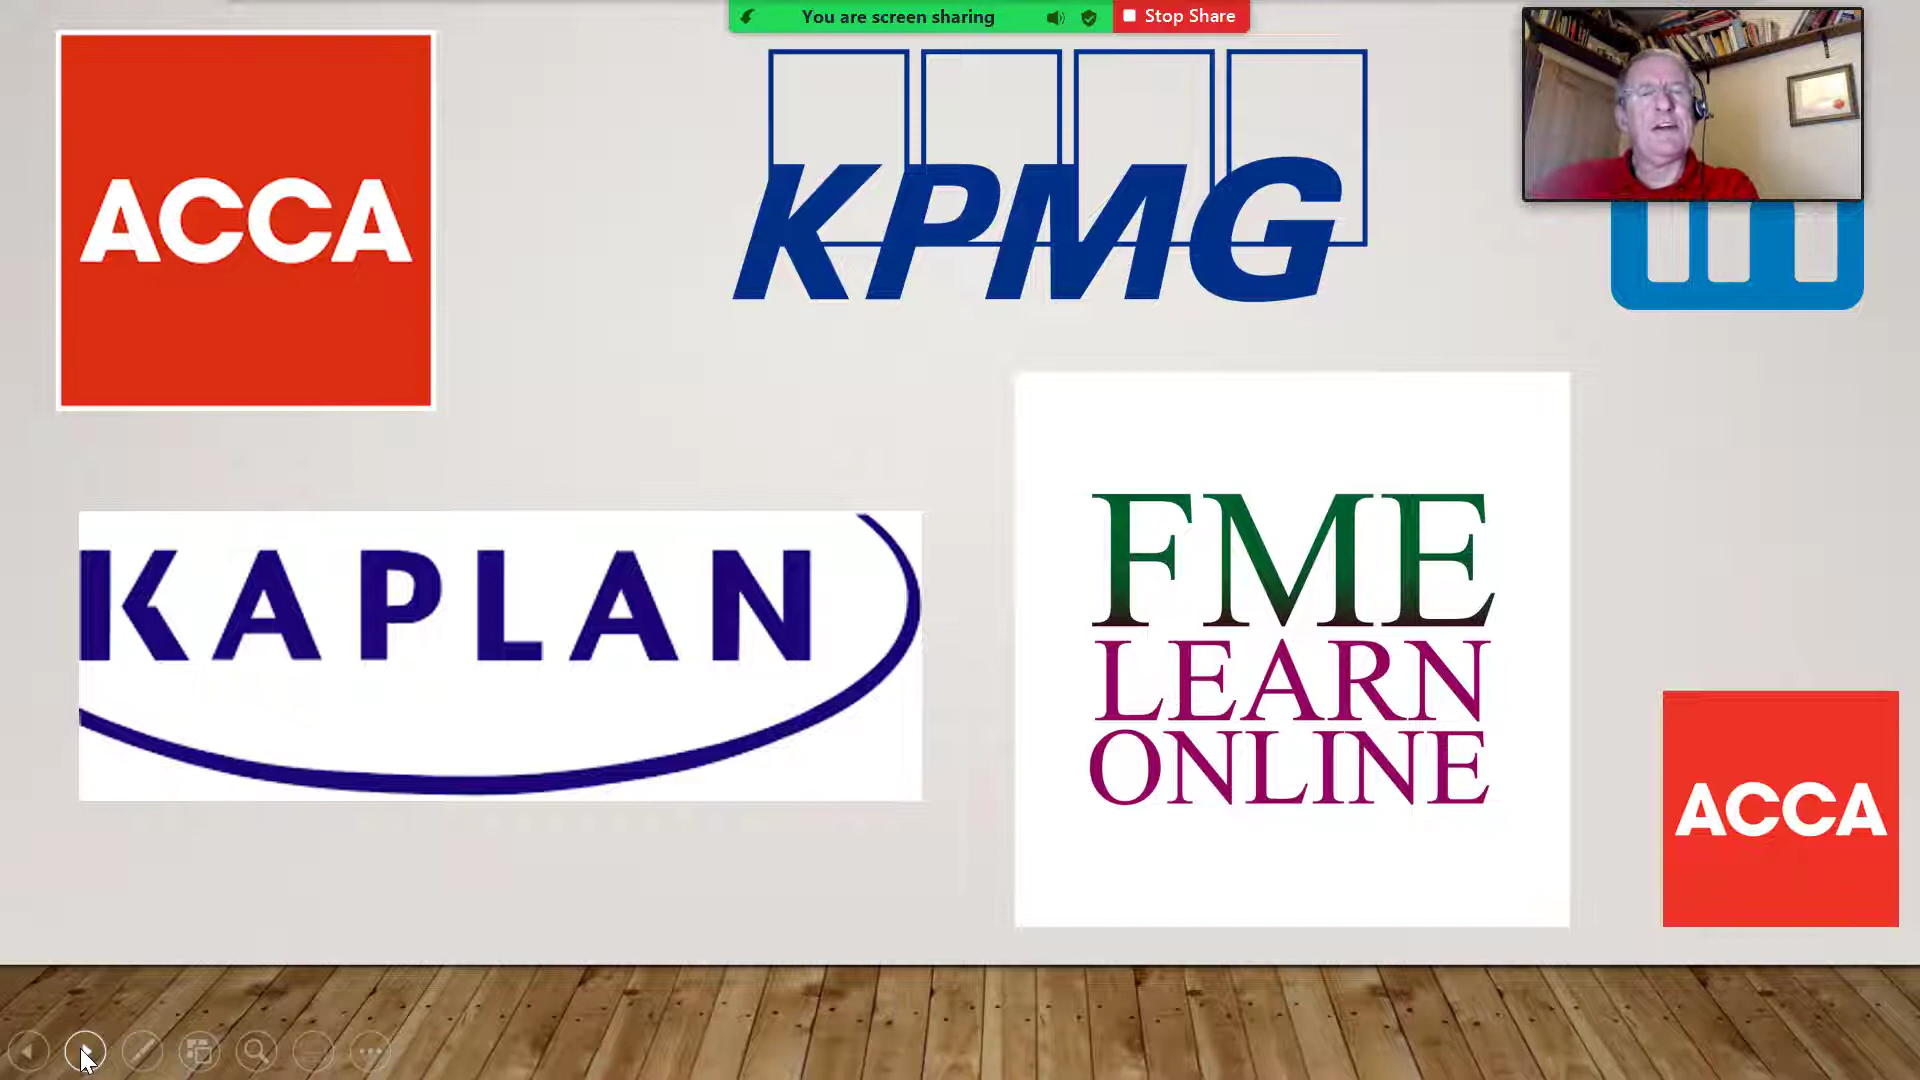 You are screen sharing
Stop Share
ACCA
KPMG
KAPLAN
FME
LEARN
ONLINE
ACCA